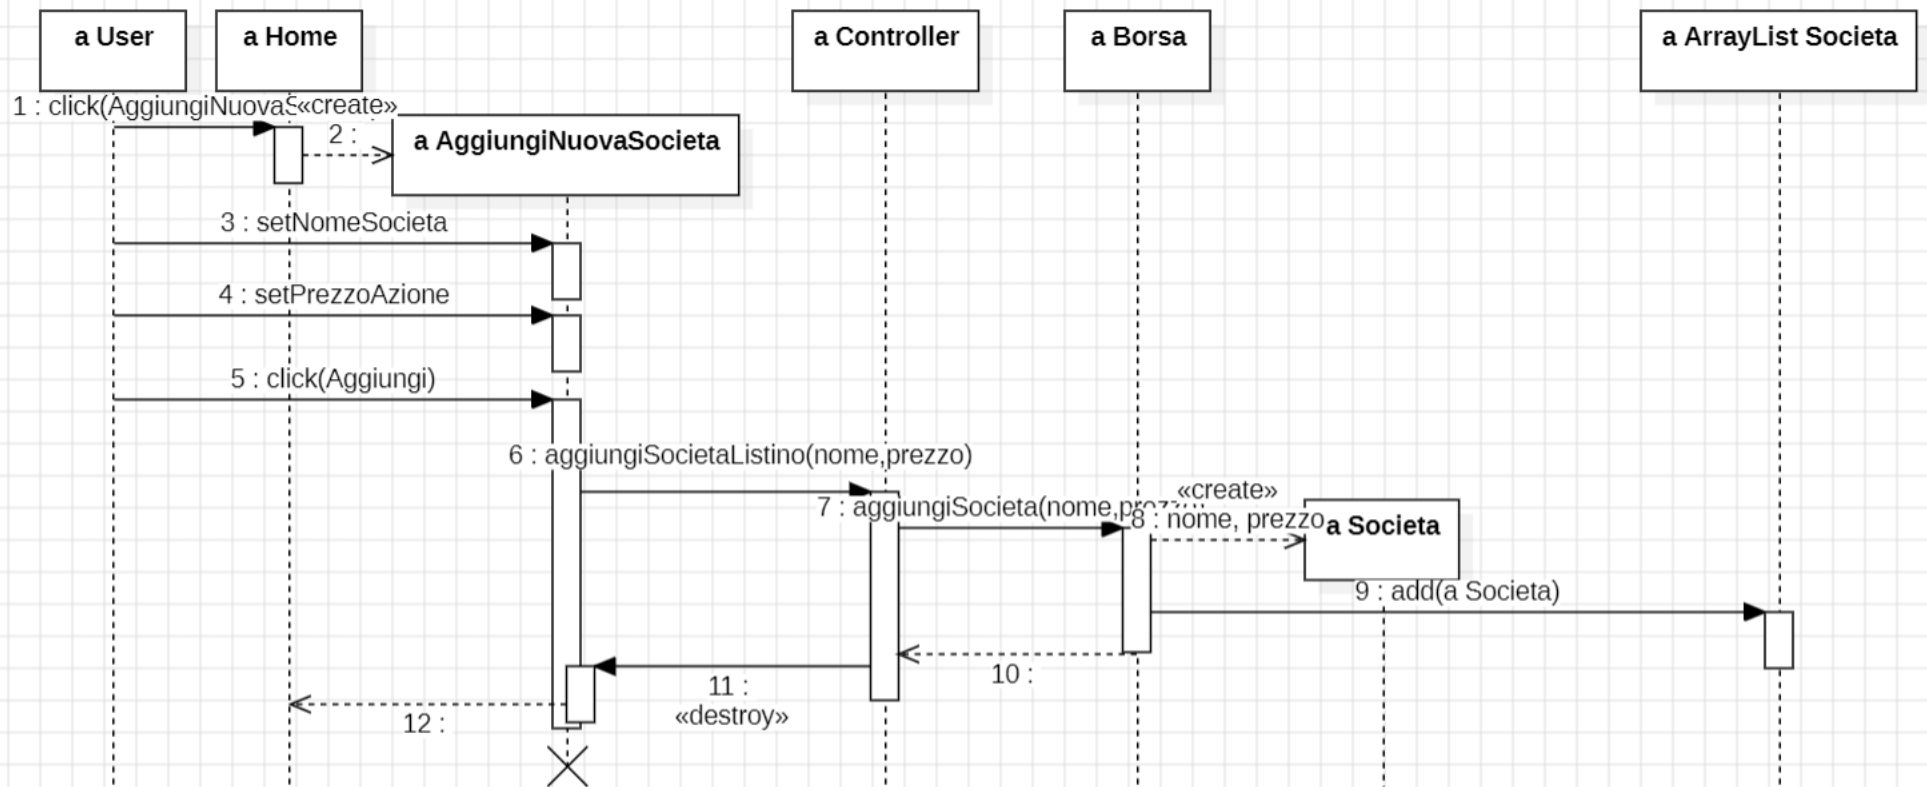 a User
a Home
a Controller
a Borsa
a ArrayList Societa
1 : click(AggiungiNuovaS
«create»
2 :
a AggiungiNuovaSocieta
3 : setNomeSocieta
4 : setPrezzoAzione
5 : click(Aggiungi)
6 : aggiungiSocietaListino(nome,prezzo)
7 : aggiungiSocieta(nome,prezzo))
«create»
8 : nome, prezzo
a Societa
9 : add(a Societa)
10 :
11 :
«destroy»
12 :